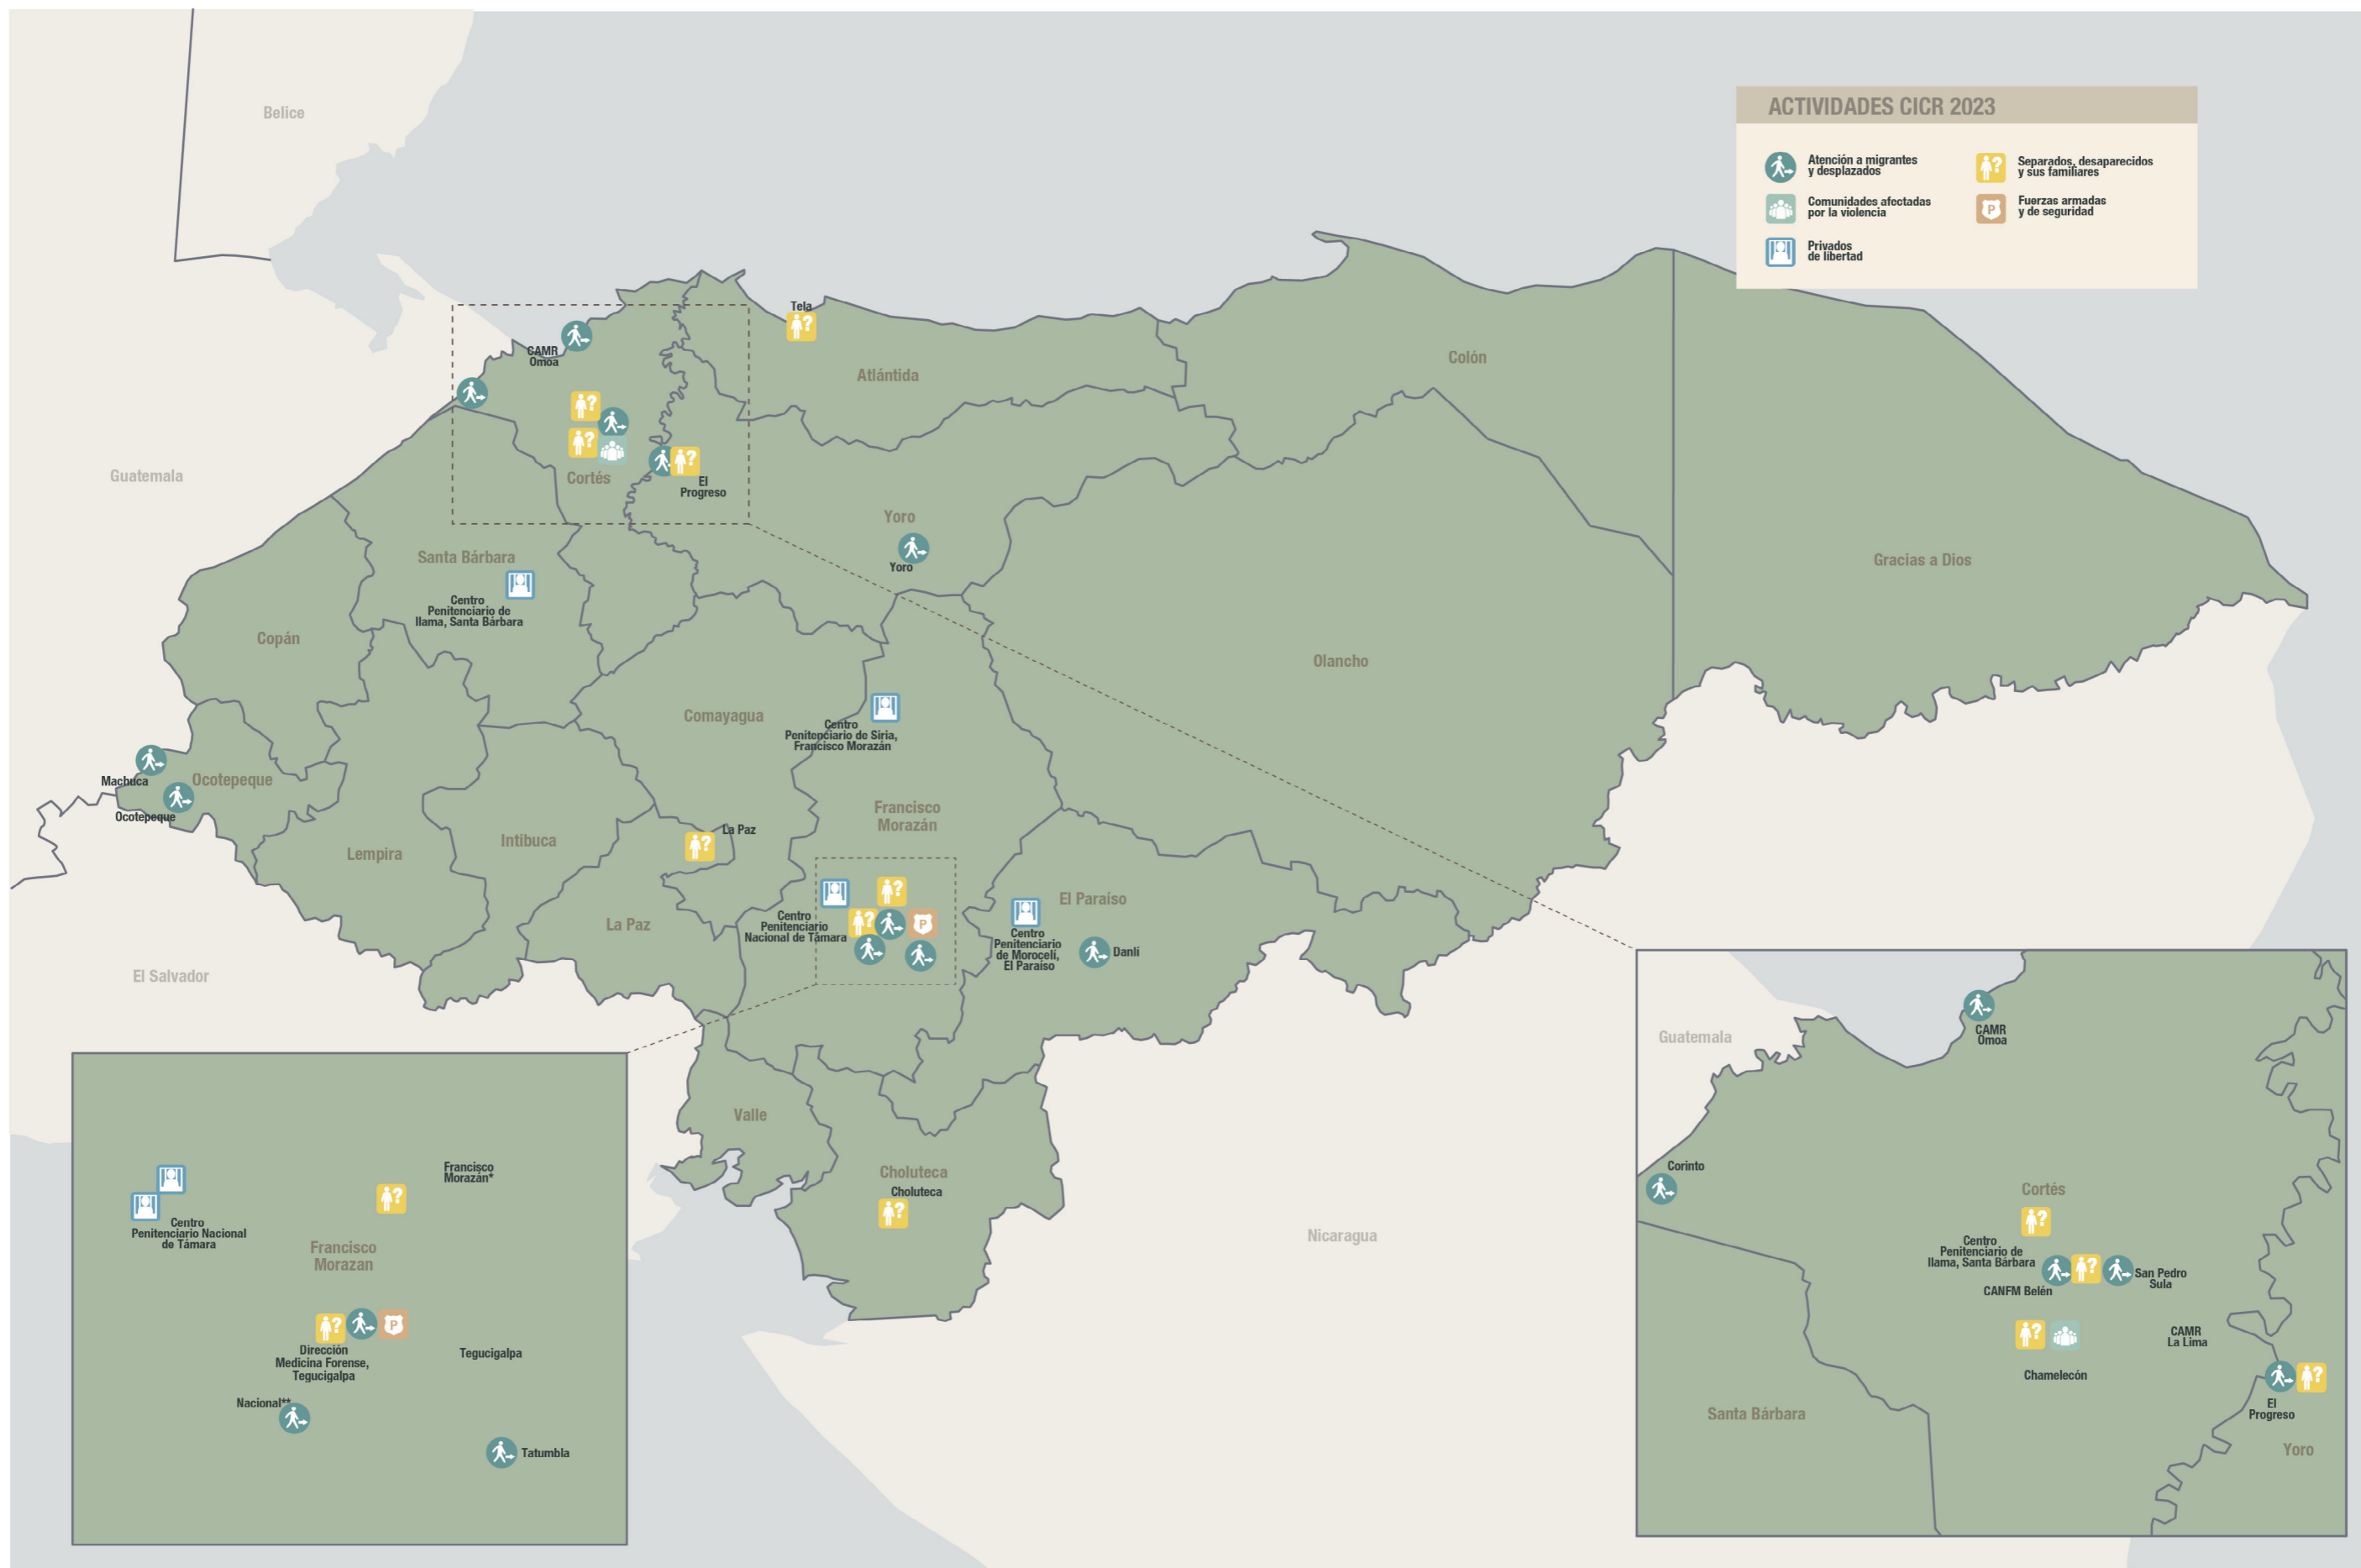 Belice
ACTIVIDADES CICR 2023
Atención a migrantes
y desplazados
Separados, desaparecidos
y sus familiares
Comunidades afectadas
por la violencia
P
Fuerzas armadas
y de seguridad
Privados
de libertad
Tela
CAMR
Omoa
Atlántida
Colón
Guatemala
Cortés
El
Progreso
Yoro
Yoro
Santa Bárbara
Centro
Penitenciario de
Ilama, Santa Bárbara
Gracias a Dios
Copán
Olancho
Comayagua
Centro
Penitenciario de Siria,
Francisco Morazán
Machuca
Ocotepeque
Ocotepeque
Francisco
Morazán
Lempira
Intibuca
La Paz
La Paz
El Paraíso
Centro
Penitenciario
Nacional de Támara
P
Centro
Penitenciario
de Morocelí,
El Paraíso
Danlí
El Salvador
Valle
Choluteca
Choluteca
Nicaragua
Francisco
Morazán*
Centro
Penitenciario Nacional
de Támara
Francisco
Morazan
P
Dirección
Medicina Forense,
Tegucigalpa
Tegucigalpa
Nacional**
Tatumbla
Guatemala
CAMR
Omoa
Corinto
Cortés
Centro
Penitenciario de
Ilama, Santa Bárbara
CANFM Belén
San Pedro
Sula
CAMR
La Lima
Chamelecón
El
Progreso
Santa Bárbara
Yoro